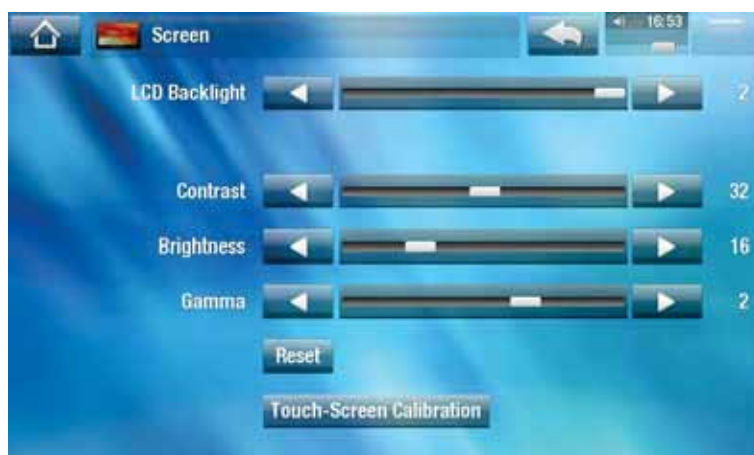 Screen 16:53
LCD Backlight 2
Contrast 32
Brightness 16
Gamma 2
Reset
Touch-Screen Calibration